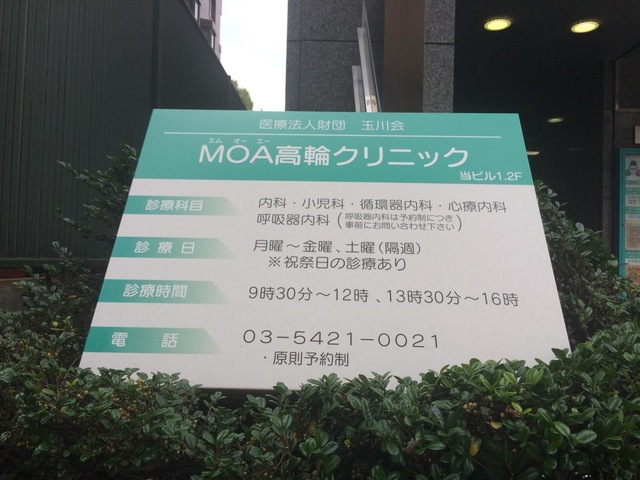 医療法人財団 玉川会
エム オー エー
MOA高輪クリニック
当ビル1.2F
診療科目 内科・小児科・循環器内科・心療内科
呼吸器内科(呼吸器内科は予約制につき
事前にお問い合わせ下さい)
診療日 月曜～金曜、土曜(隔週)
※祝祭日の診療あり
診療時間 9時30分～12時、13時30分～16時
電話 03-5421-0021
・原則予約制